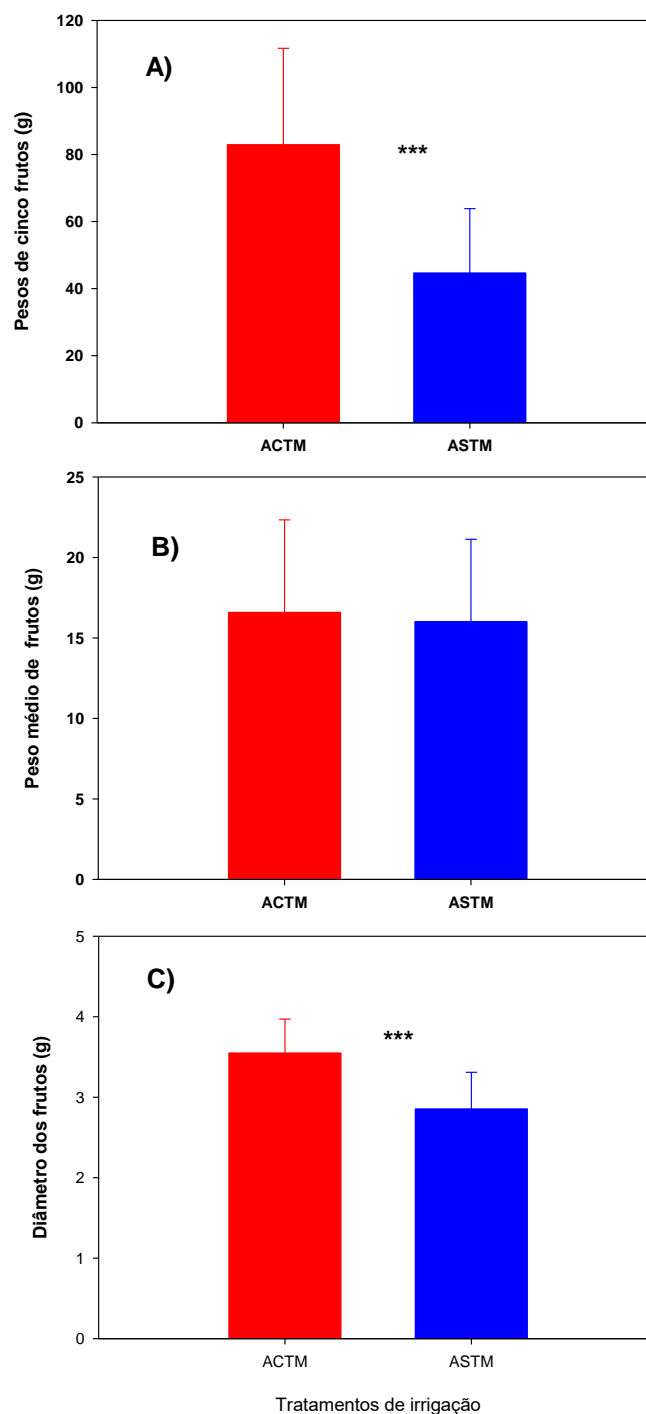 A)
Pesos de cinco frutos (g)
120
100
80
60
40
20
0
***
ACTM ASTM
B)
Peso médio de frutos (g)
25
20
15
10
5
0
ACTM ASTM
C)
Diâmetro dos frutos (g)
5
4
3
2
1
0
***
ACTM ASTM
Tratamentos de irrigação